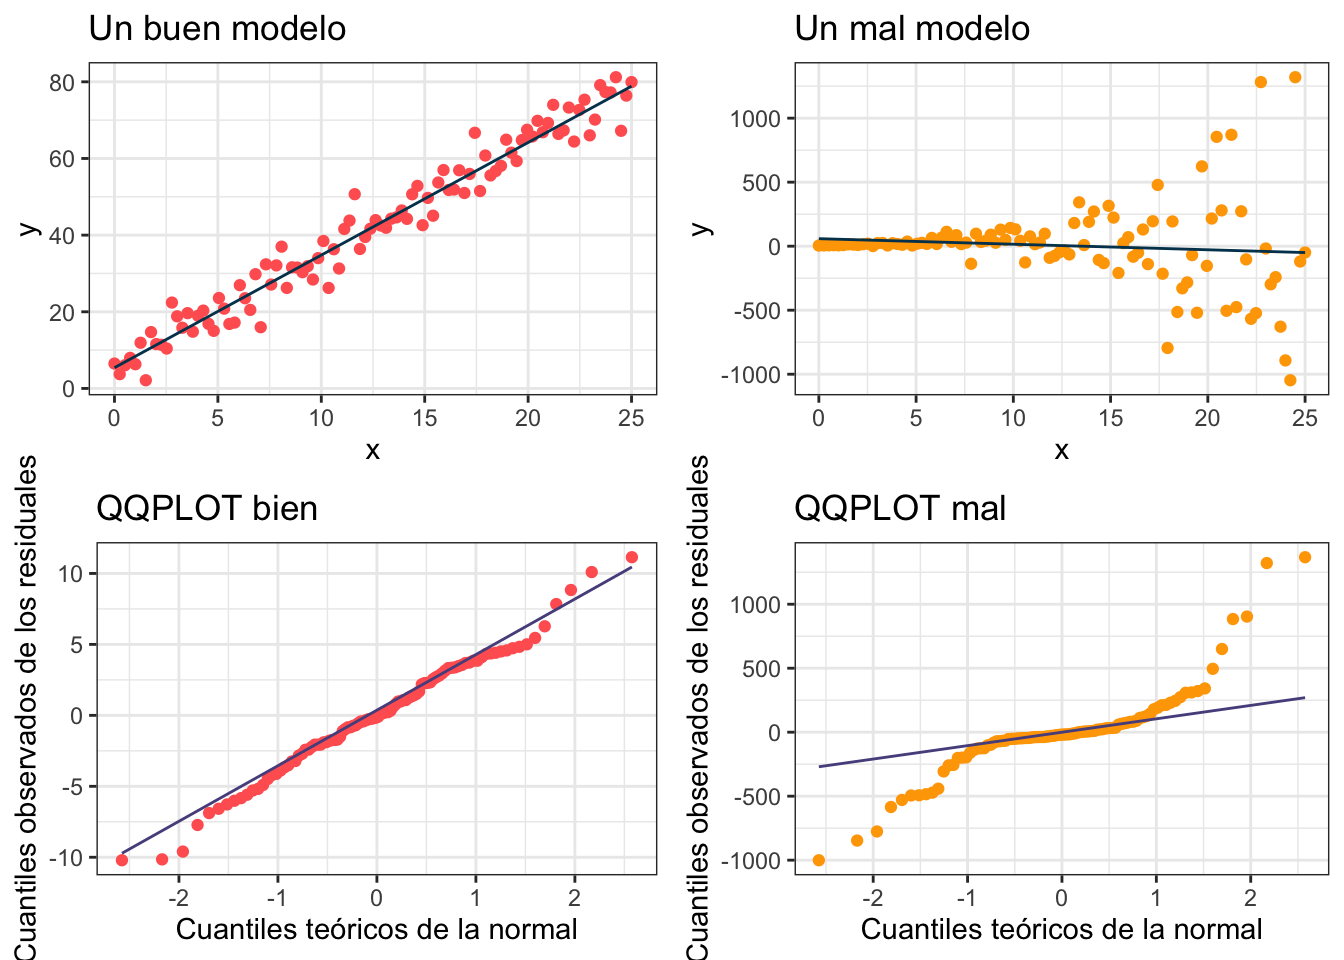 Un buen modelo
80
60
40
20
0
y
0 5 10 15 20 25
x
Un mal modelo
1000
500
0
-500
-1000
y
0 5 10 15 20 25
x
QQPLOT bien
10
5
0
-5
-10
Cuantiles observados de los residuales
-2 -1 0 1 2
Cuantiles teóricos de la normal
QQPLOT mal
1000
500
0
-500
-1000
Cuantiles observados de los residuales
-2 -1 0 1 2
Cuantiles teóricos de la normal